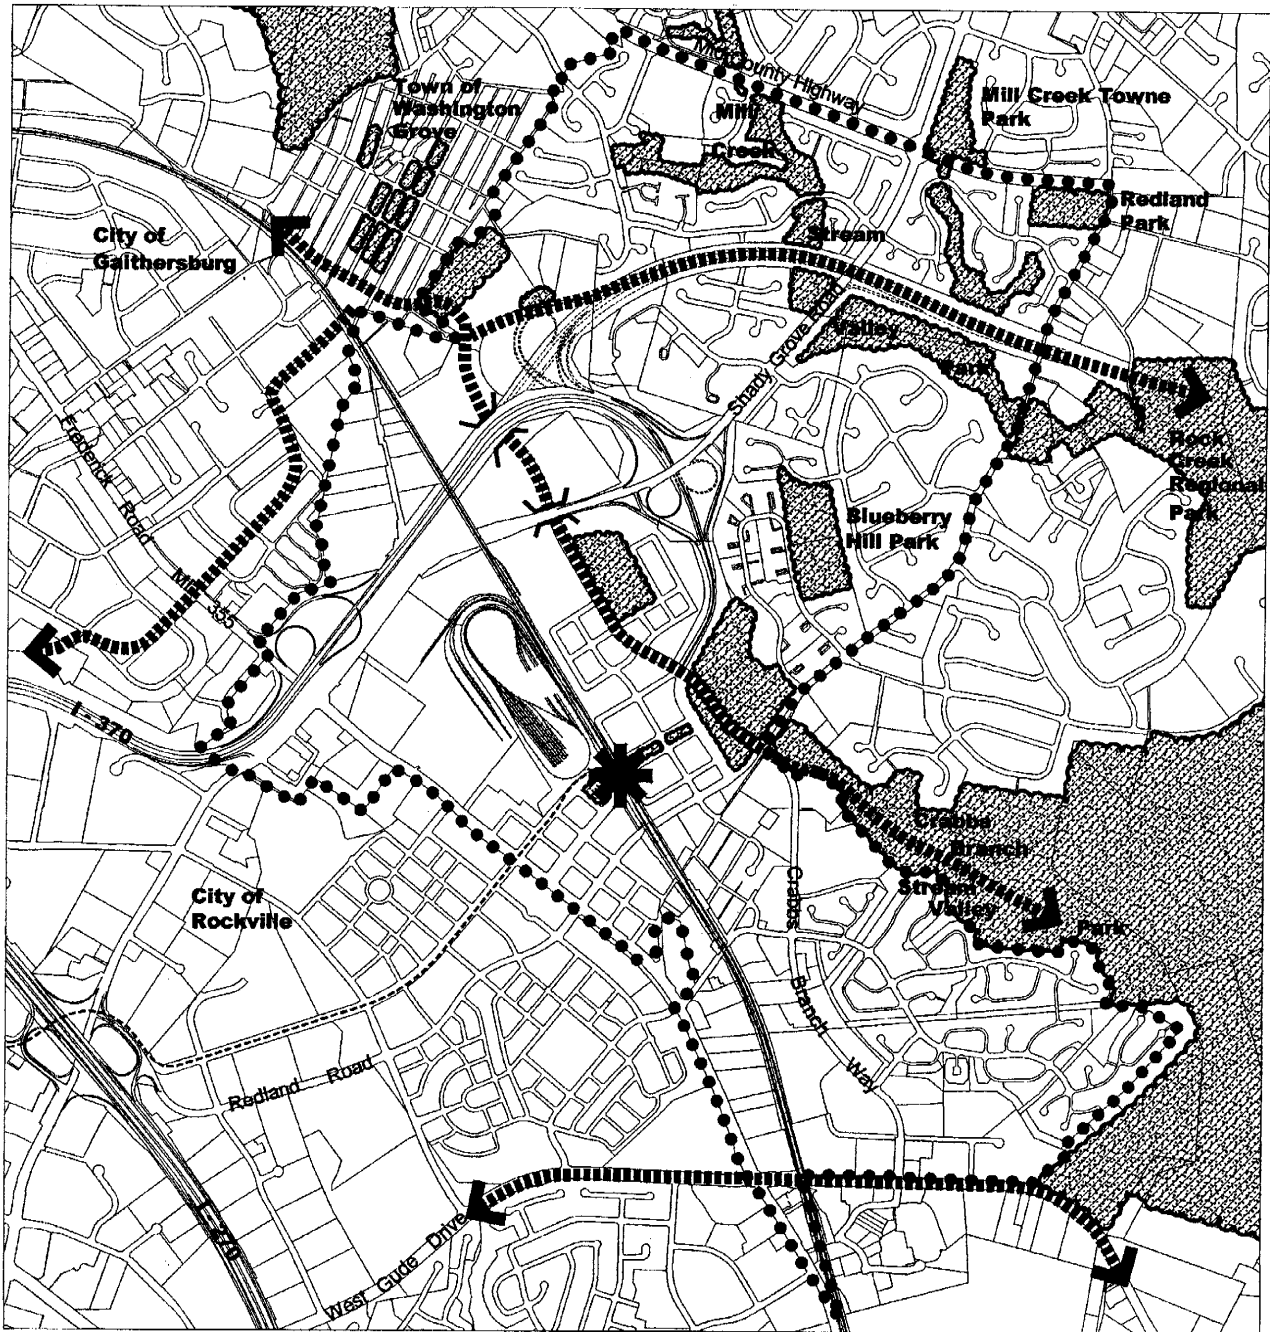 Mid County Highway
Town of
Washington
Grove
Mill
Creek
Mill Creek Towne
Park
Redland
Park
City of
Gaithersburg
Stream
Shady Grove Road
Valley
Park
Frederick Road
Rock
Creek
Regional
Park
Blueberry
Hill Park
355
I - 370
Crabbs
Branch
Stream
Valley
Park
City of
Rockville
Crabbs
Branch
Way
Redland Road
I-270
West Gude Drive